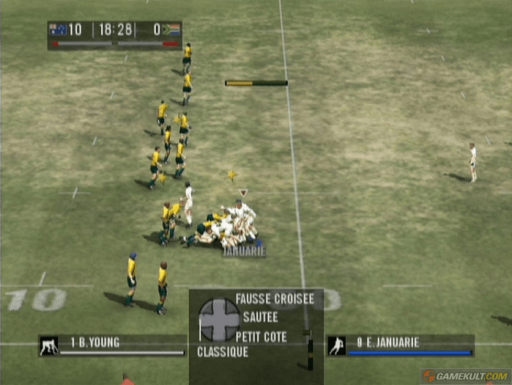 10 18:28 0
JANUARIE
10
FAUSSE CROISEE
SAUTEE
PETIT COTE
CLASSIQUE
1 B.YOUNG
9 E.JANUARIE
GAMEKULT.COM